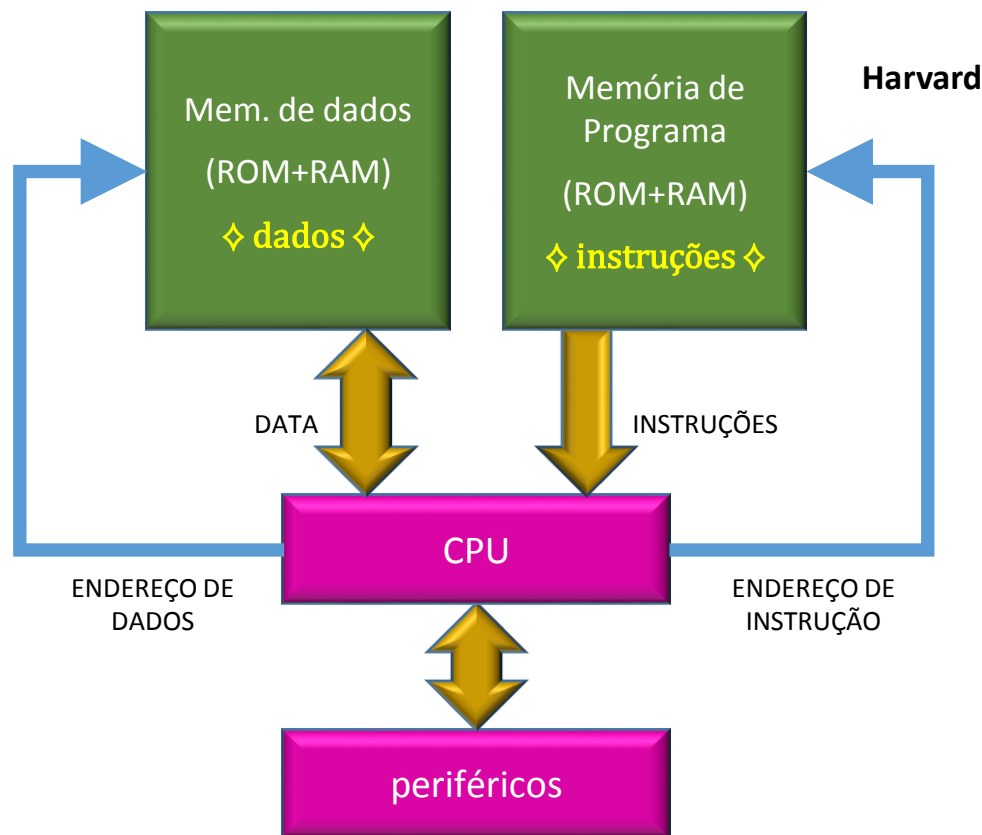 Harvard
Mem. de dados
(ROM+RAM)
✧ dados ✧
Memória de
Programa
(ROM+RAM)
✧ instruções ✧
DATA
INSTRUÇÕES
CPU
ENDEREÇO DE
DADOS
ENDEREÇO DE
INSTRUÇÃO
periféricos